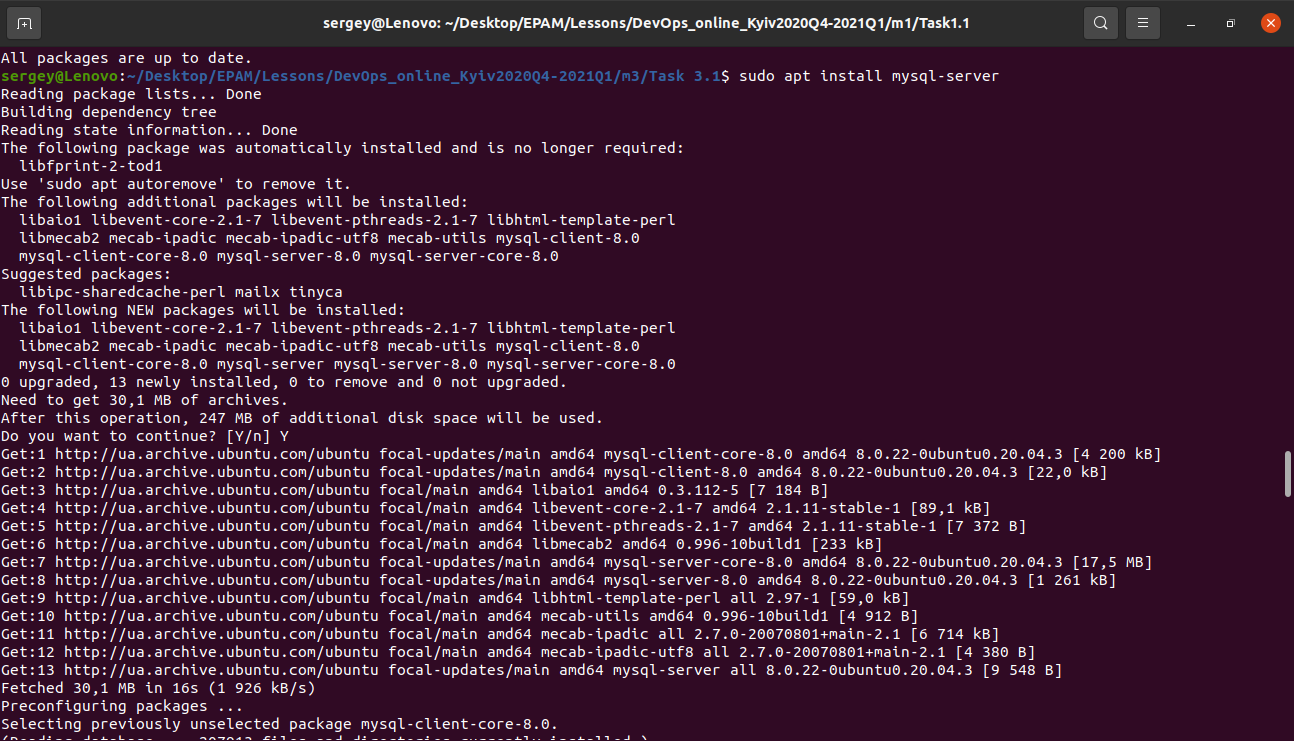 sergey@Lenovo: ~/Desktop/EPAM/Lessons/DevOps_online_Kyiv2020Q4-2021Q1/m1/Task1.1
All packages are up to date.
sergey@Lenovo:~/Desktop/EPAM/Lessons/DevOps_online_Kyiv2020Q4-2021Q1/m3/Task 3.1$ sudo apt install mysql-server
Reading package lists... Done
Building dependency tree
Reading state information... Done
The following package was automatically installed and is no longer required:
  libfprint-2-tod1
Use 'sudo apt autoremove' to remove it.
The following additional packages will be installed:
  libaio1 libevent-core-2.1-7 libevent-pthreads-2.1-7 libhtml-template-perl
  libmecab2 mecab-ipadic mecab-ipadic-utf8 mecab-utils mysql-client-8.0
  mysql-client-core-8.0 mysql-server-8.0 mysql-server-core-8.0
Suggested packages:
  libipc-sharedcache-perl mailx tinyca
The following NEW packages will be installed:
  libaio1 libevent-core-2.1-7 libevent-pthreads-2.1-7 libhtml-template-perl
  libmecab2 mecab-ipadic mecab-ipadic-utf8 mecab-utils mysql-client-8.0
  mysql-client-core-8.0 mysql-server mysql-server-8.0 mysql-server-core-8.0
0 upgraded, 13 newly installed, 0 to remove and 0 not upgraded.
Need to get 30,1 MB of archives.
After this operation, 247 MB of additional disk space will be used.
Do you want to continue? [Y/n] Y
Get:1 http://ua.archive.ubuntu.com/ubuntu focal-updates/main amd64 mysql-client-core-8.0 amd64 8.0.22-0ubuntu0.20.04.3 [4 200 kB]
Get:2 http://ua.archive.ubuntu.com/ubuntu focal-updates/main amd64 mysql-client-8.0 amd64 8.0.22-0ubuntu0.20.04.3 [22,0 kB]
Get:3 http://ua.archive.ubuntu.com/ubuntu focal/main amd64 libaio1 amd64 0.3.112-5 [7 184 B]
Get:4 http://ua.archive.ubuntu.com/ubuntu focal/main amd64 libevent-core-2.1-7 amd64 2.1.11-stable-1 [89,1 kB]
Get:5 http://ua.archive.ubuntu.com/ubuntu focal/main amd64 libevent-pthreads-2.1-7 amd64 2.1.11-stable-1 [7 372 B]
Get:6 http://ua.archive.ubuntu.com/ubuntu focal/main amd64 libmecab2 amd64 0.996-10build1 [233 kB]
Get:7 http://ua.archive.ubuntu.com/ubuntu focal-updates/main amd64 mysql-server-core-8.0 amd64 8.0.22-0ubuntu0.20.04.3 [17,5 MB]
Get:8 http://ua.archive.ubuntu.com/ubuntu focal-updates/main amd64 mysql-server-8.0 amd64 8.0.22-0ubuntu0.20.04.3 [1 261 kB]
Get:9 http://ua.archive.ubuntu.com/ubuntu focal/main amd64 libhtml-template-perl all 2.97-1 [59,0 kB]
Get:10 http://ua.archive.ubuntu.com/ubuntu focal/main amd64 mecab-utils amd64 0.996-10build1 [4 912 B]
Get:11 http://ua.archive.ubuntu.com/ubuntu focal/main amd64 mecab-ipadic all 2.7.0-20070801+main-2.1 [6 714 kB]
Get:12 http://ua.archive.ubuntu.com/ubuntu focal/main amd64 mecab-ipadic-utf8 all 2.7.0-20070801+main-2.1 [4 380 B]
Get:13 http://ua.archive.ubuntu.com/ubuntu focal-updates/main amd64 mysql-server all 8.0.22-0ubuntu0.20.04.3 [9 548 B]
Fetched 30,1 MB in 16s (1 926 kB/s)
Preconfiguring packages ...
Selecting previously unselected package mysql-client-core-8.0.